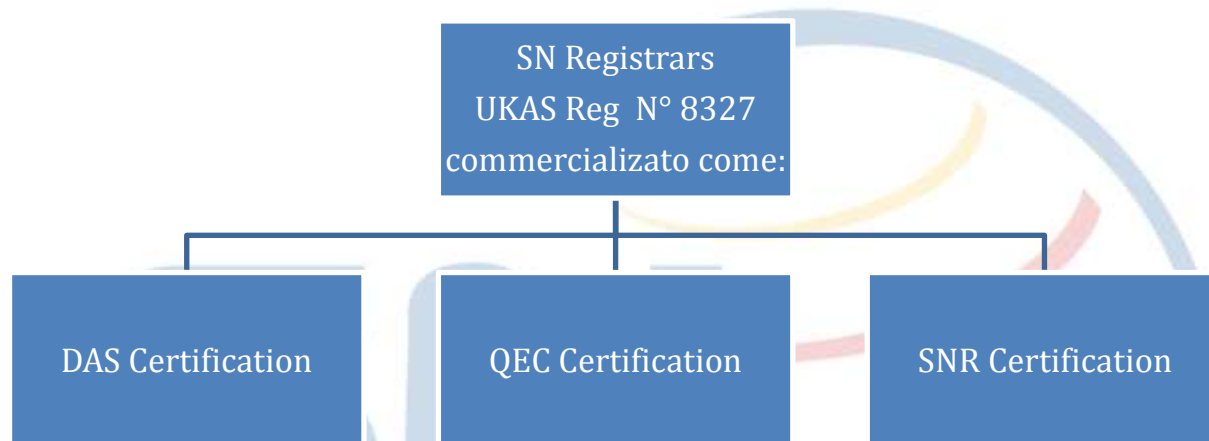 SN Registrars
UKAS Reg N° 8327
commercializato come:
DAS Certification
QEC Certification
SNR Certification